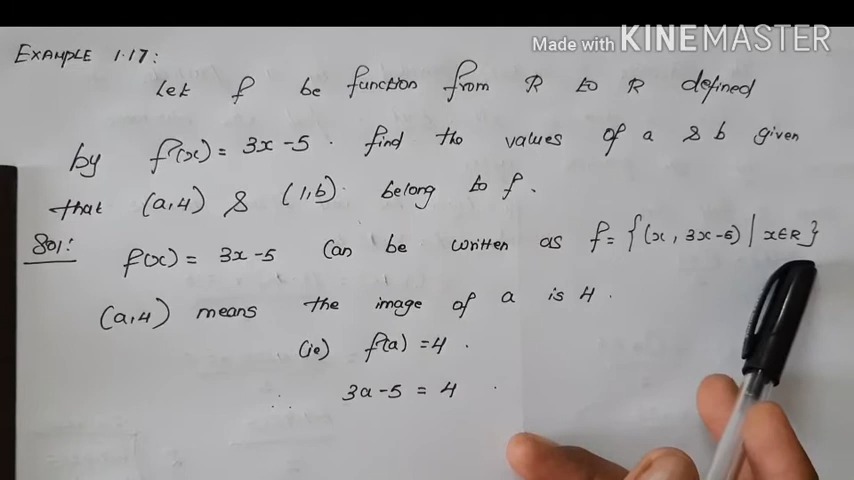 Made with KINEMASTER
EXAMPLE 1.17:
Let f be function from R to R defined
by f(x) = 3x - 5. find the values of a & b given
that (a,4) & (1,b) belong to f.
Sol:
f(x) = 3x - 5 can be written as f = {(x, 3x - 5) | x∈R}
(a,4) means the image of a is 4.
(ie) f(a) = 4.
3a - 5 = 4